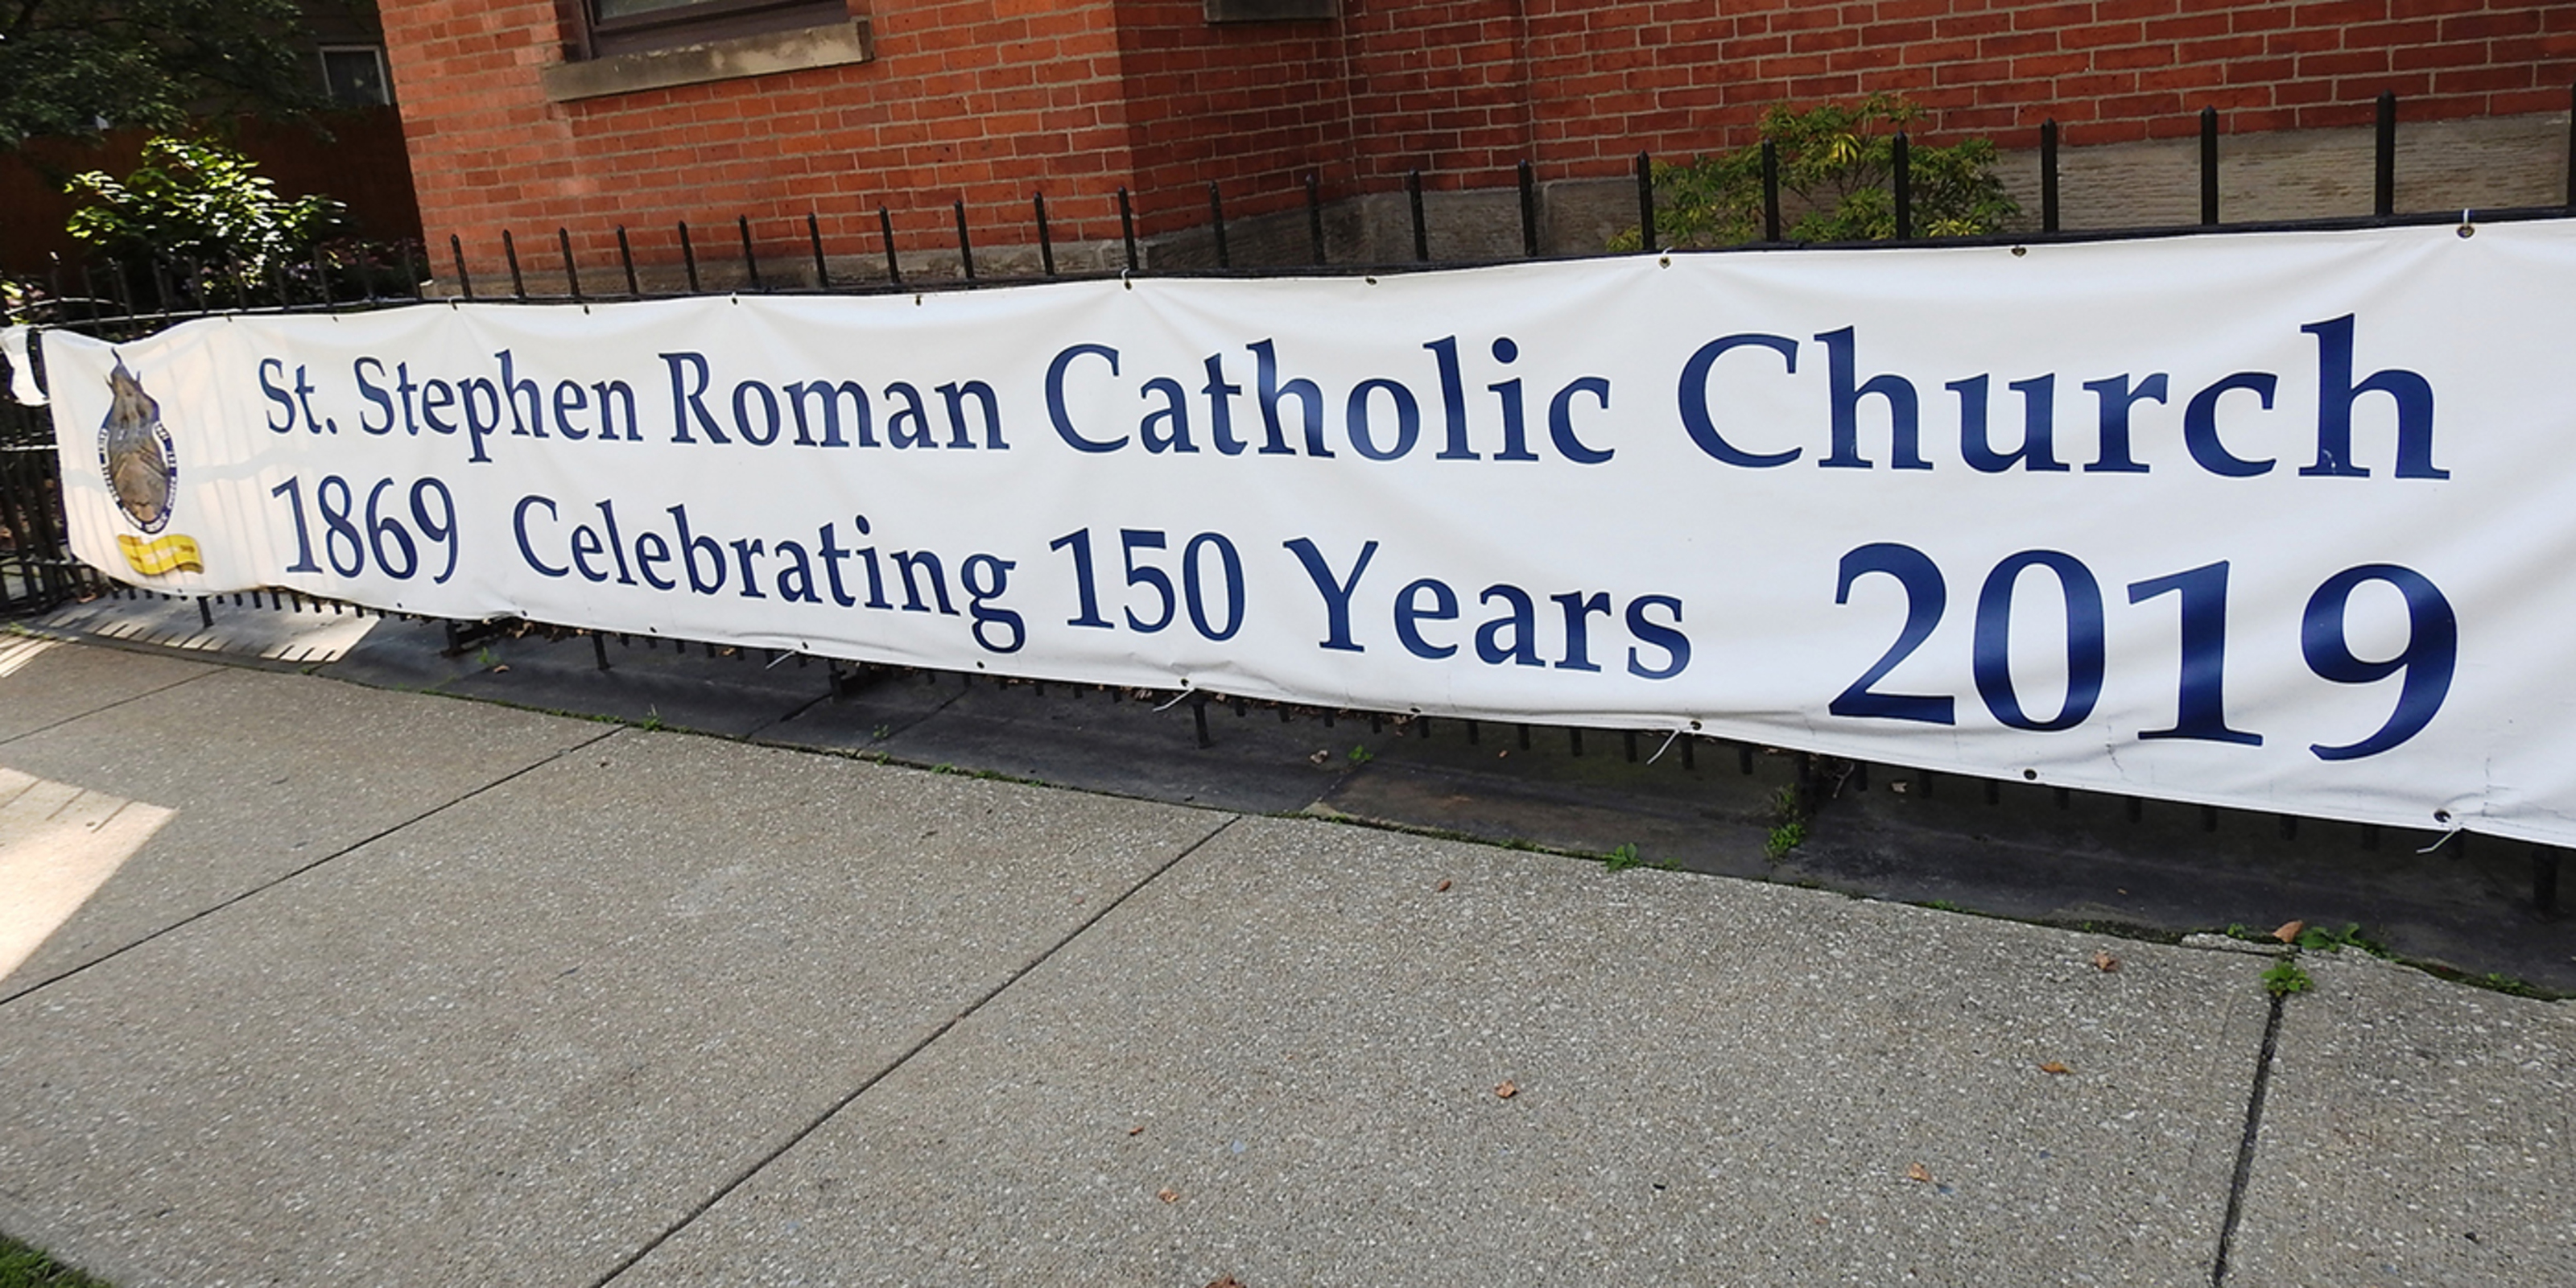 St. Stephen Roman Catholic Church
1869 Celebrating 150 Years 2019